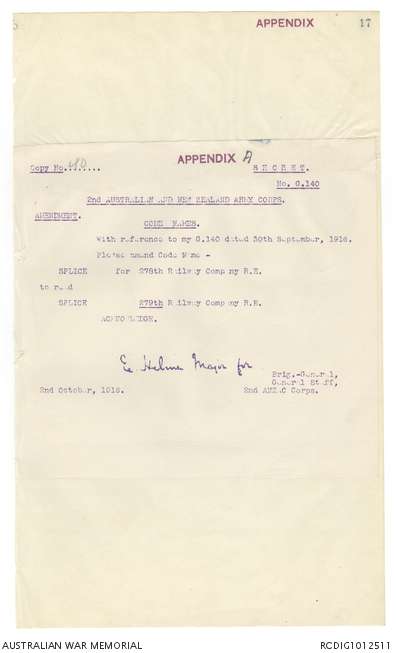 APPENDIX 17
APPENDIX A
Copy No. 40.......
S E C R E T.
No. G.140
2nd AUSTRALIAN AND NEW ZEALAND ARMY CORPS.
AMENDMENT.
CODE NAMES.
With reference to my G.140 dated 30th September, 1916.
Please amend Code Name -
SPLICE for 278th Railway Company R.E.
to read
SPLICE 279th Railway Company R.E.
ACKNOWLEDGE.
Major for
Brig.-General,
General Staff,
2nd October, 1916. 2nd ANZAC Corps.
AUSTRALIAN WAR MEMORIAL RCDIG1012511